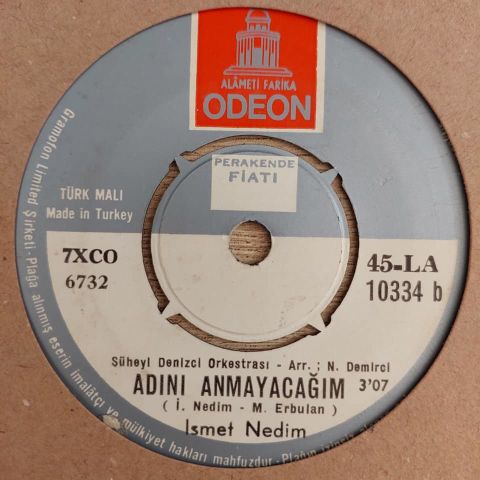 ALÂMETİ FARİKA
ODEON
PERAKENDE
FİATI
TÜRK MALI
Made in Turkey
7XCO
6732
45-LA
10334 b
Süheyl Denizci Orkestrası - Arr. ; N. Demirci
ADINI ANMAYACAĞIM 3'07
( İ. Nedim - M. Erbulan )
İsmet Nedim
Gramofon Limited Şirketi - Plağa alınmış eserin imalâtçı ve mülkiyet hakları mahfuzdur - Plağın